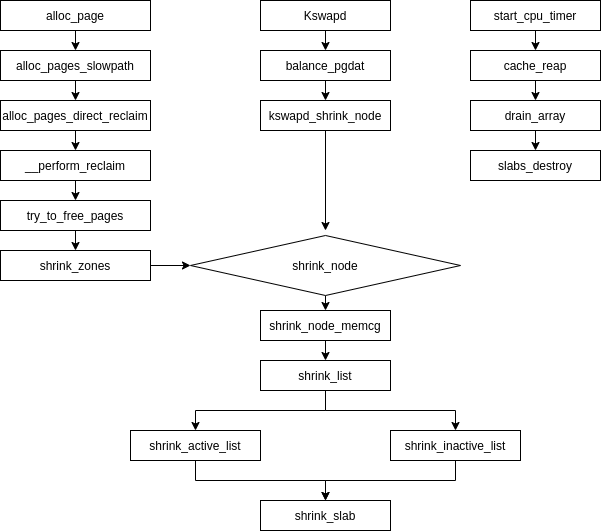 alloc_page
Kswapd
start_cpu_timer
alloc_pages_slowpath
balance_pgdat
cache_reap
alloc_pages_direct_reclaim
kswapd_shrink_node
drain_array
__perform_reclaim
slabs_destroy
try_to_free_pages
shrink_zones
shrink_node
shrink_node_memcg
shrink_list
shrink_active_list
shrink_inactive_list
shrink_slab